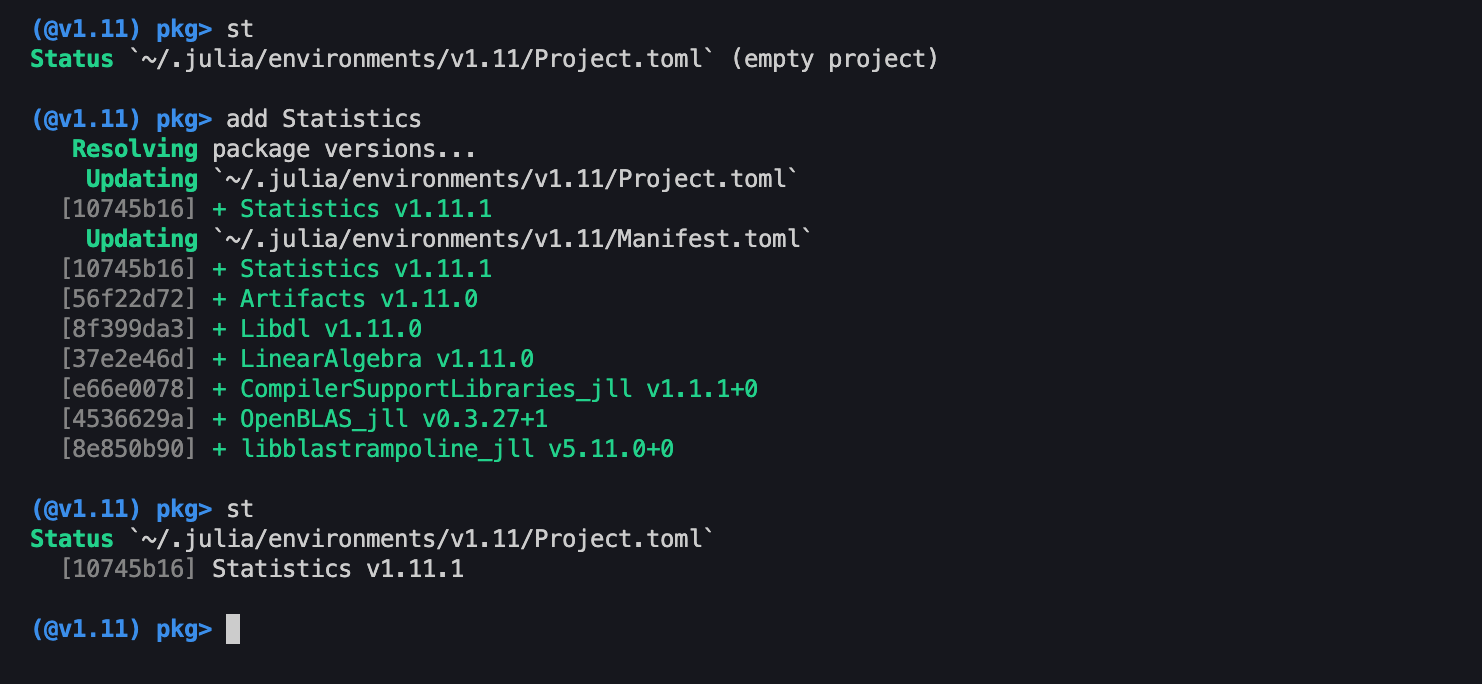 (@v1.11) pkg> st
Status `~/.julia/environments/v1.11/Project.toml` (empty project)
(@v1.11) pkg> add Statistics
Resolving package versions...
Updating `~/.julia/environments/v1.11/Project.toml`
[10745b16] + Statistics v1.11.1
Updating `~/.julia/environments/v1.11/Manifest.toml`
[10745b16] + Statistics v1.11.1
[56f22d72] + Artifacts v1.11.0
[8f399da3] + Libdl v1.11.0
[37e2e46d] + LinearAlgebra v1.11.0
[e66e0078] + CompilerSupportLibraries_jll v1.1.1+0
[4536629a] + OpenBLAS_jll v0.3.27+1
[8e850b90] + libblastrampoline_jll v5.11.0+0
(@v1.11) pkg> st
Status `~/.julia/environments/v1.11/Project.toml`
[10745b16] Statistics v1.11.1
(@v1.11) pkg>